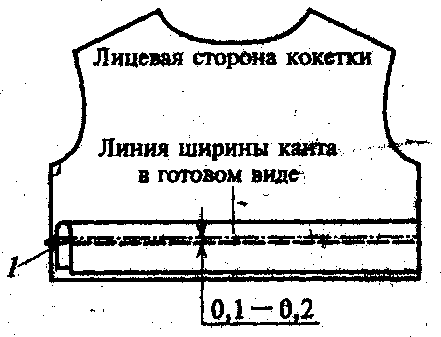 Лицевая сторона кокетки
Линия ширины канта
в готовом виде
1
0,1—0,2